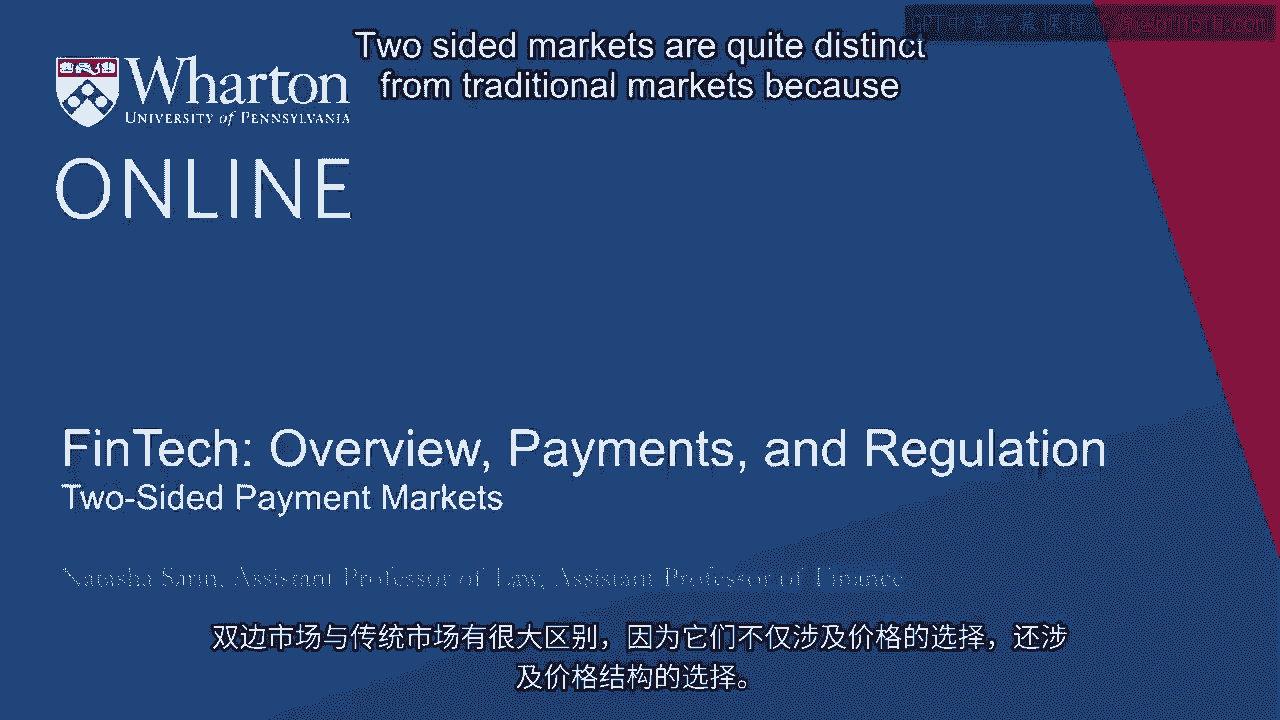 Two sided markets are quite distinct
from traditional markets because
Wharton
UNIVERSITY of PENNSYLVANIA
ONLINE
FinTech: Overview, Payments, and Regulation
Two-Sided Payment Markets
Natasha Sarin, Assistant Professor of Law, Assistant Professor of Finance
双边市场与传统市场有很大区别，因为它们不仅涉及价格的选择，还涉
及价格结构的选择。